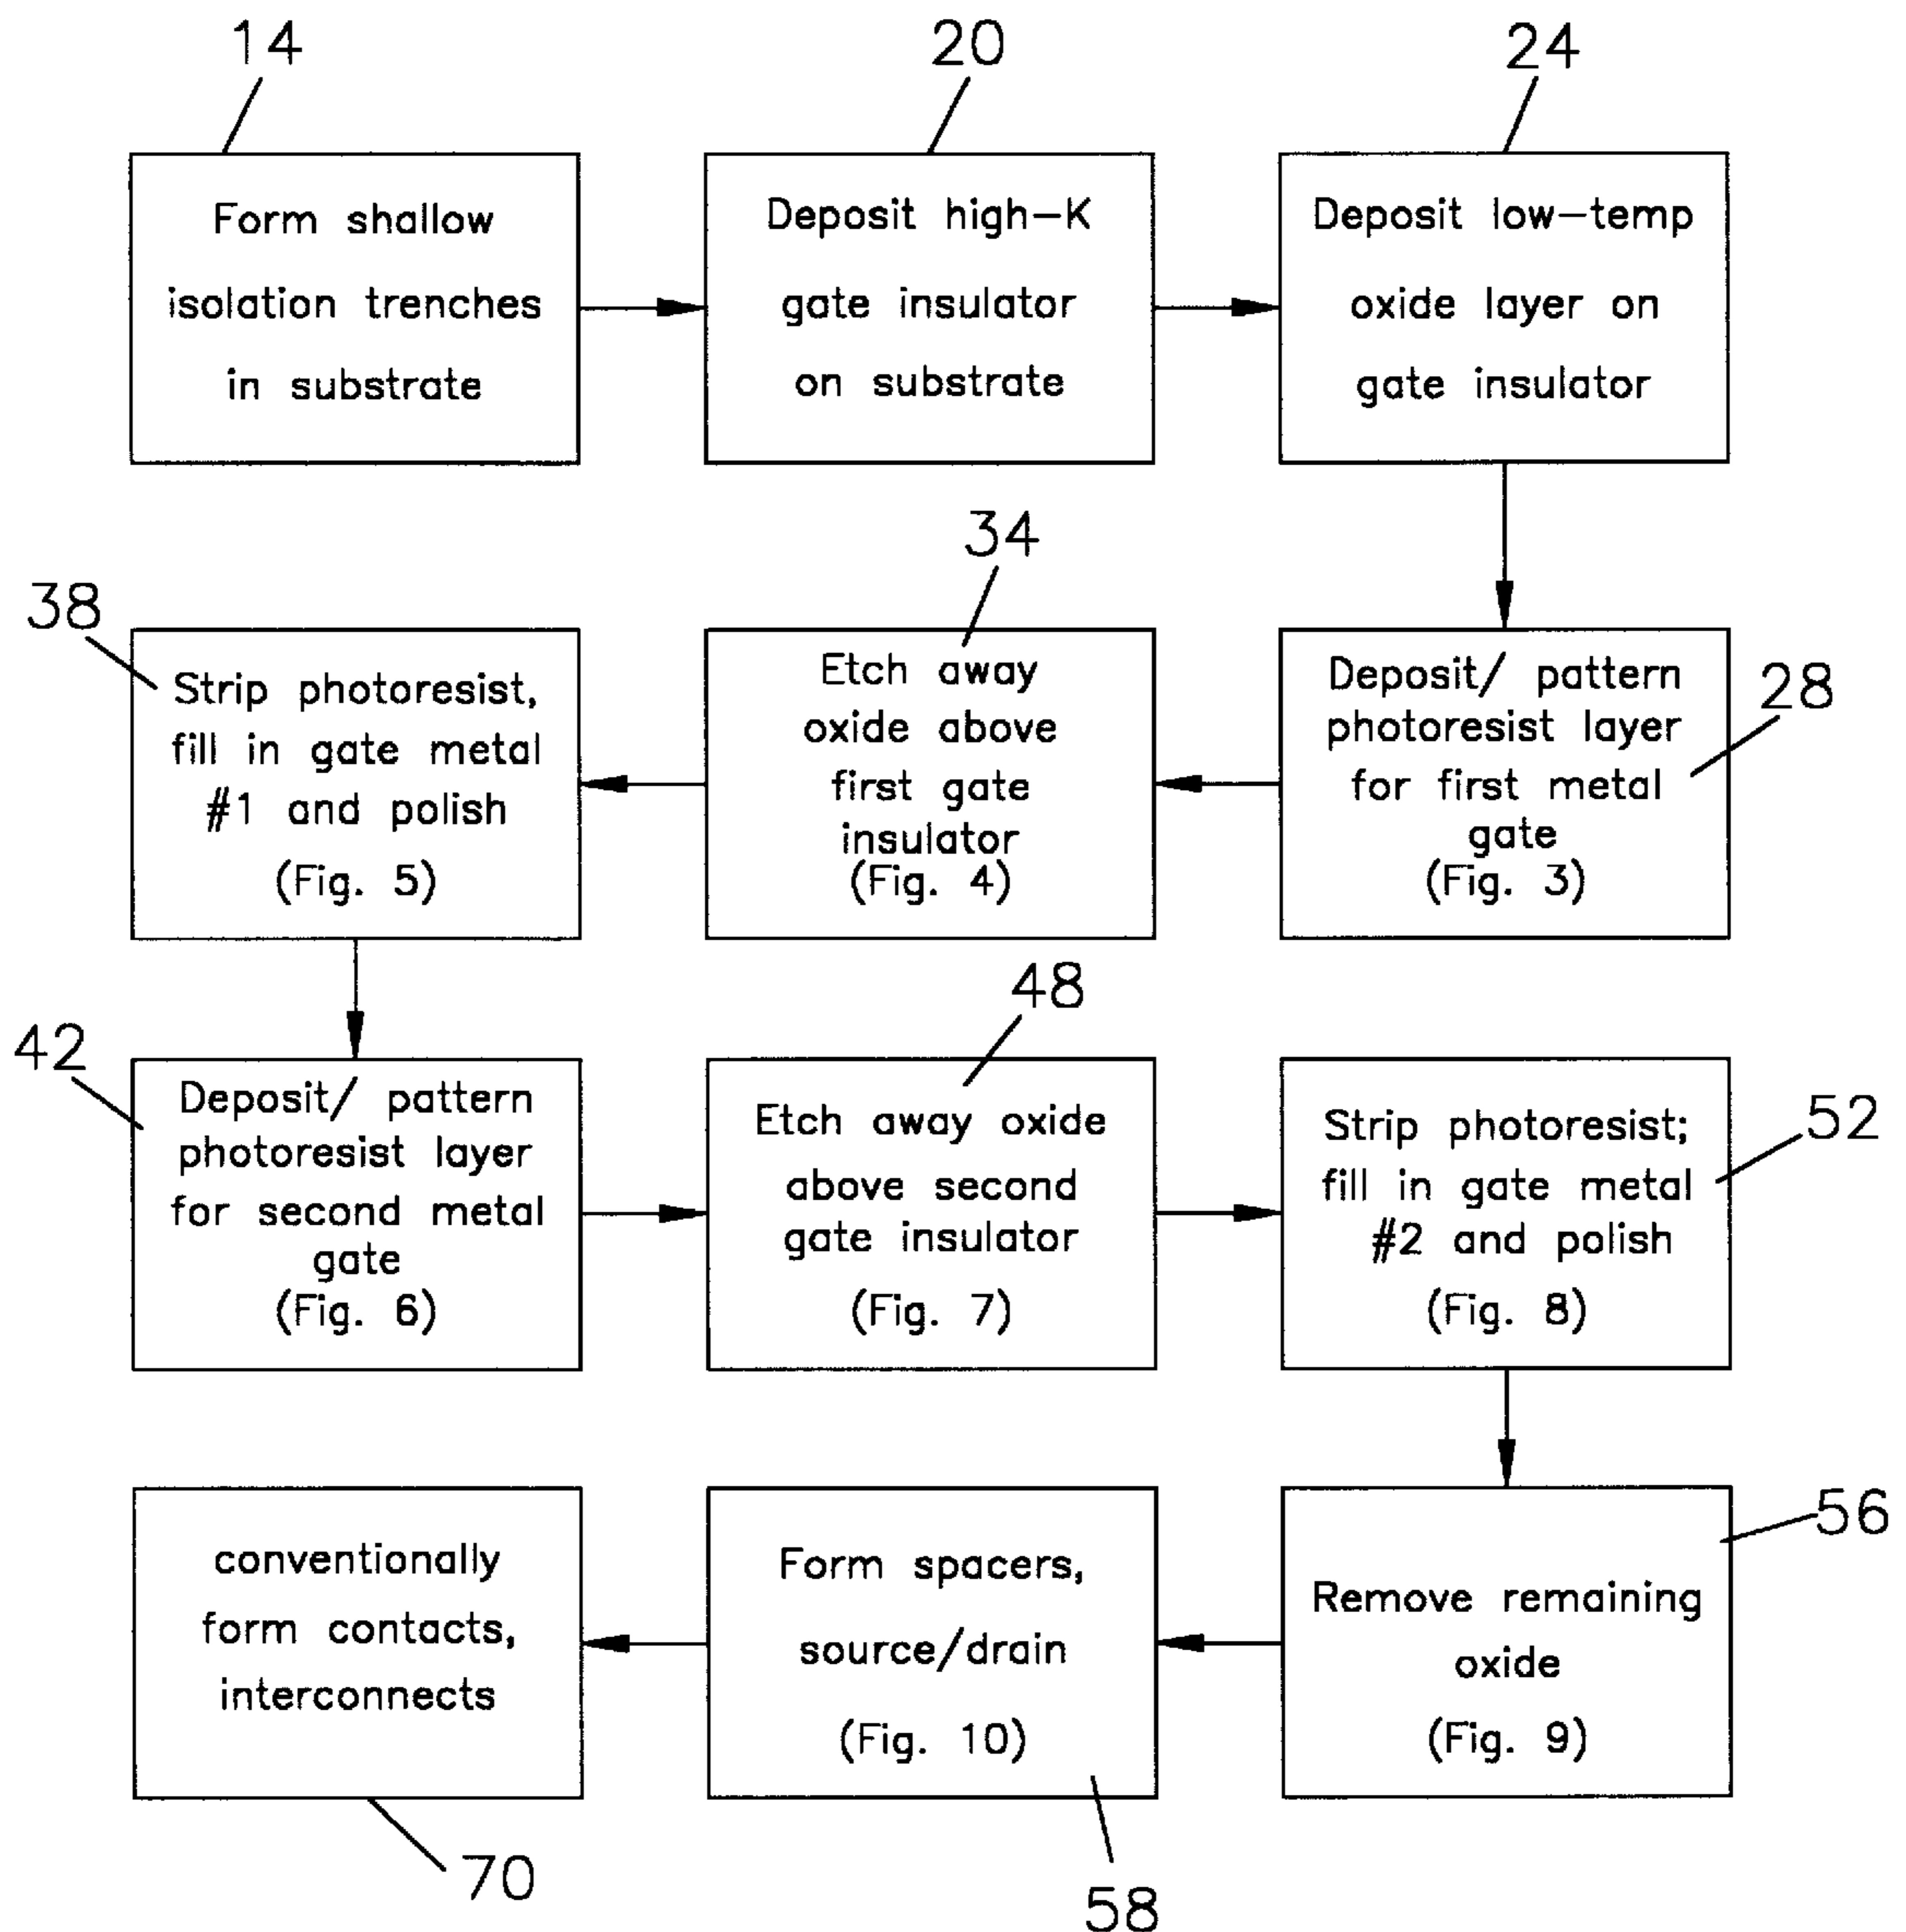 14
20
24
Form shallow
isolation trenches
in substrate
Deposit high-K
gate insulator
on substrate
Deposit low-temp
oxide layer on
gate insulator
38
34
28
Strip photoresist,
fill in gate metal
#1 and polish
(Fig. 5)
Etch away
oxide above
first gate
insulator
(Fig. 4)
Deposit/ pattern
photoresist layer
for first metal
gate
(Fig. 3)
42
48
52
Deposit/ pattern
photoresist layer
for second metal
gate
(Fig. 6)
Etch away oxide
above second
gate insulator
(Fig. 7)
Strip photoresist;
fill in gate metal
#2 and polish
(Fig. 8)
56
conventionally
form contacts,
interconnects
Form spacers,
source/drain
(Fig. 10)
Remove remaining
oxide
(Fig. 9)
70
58